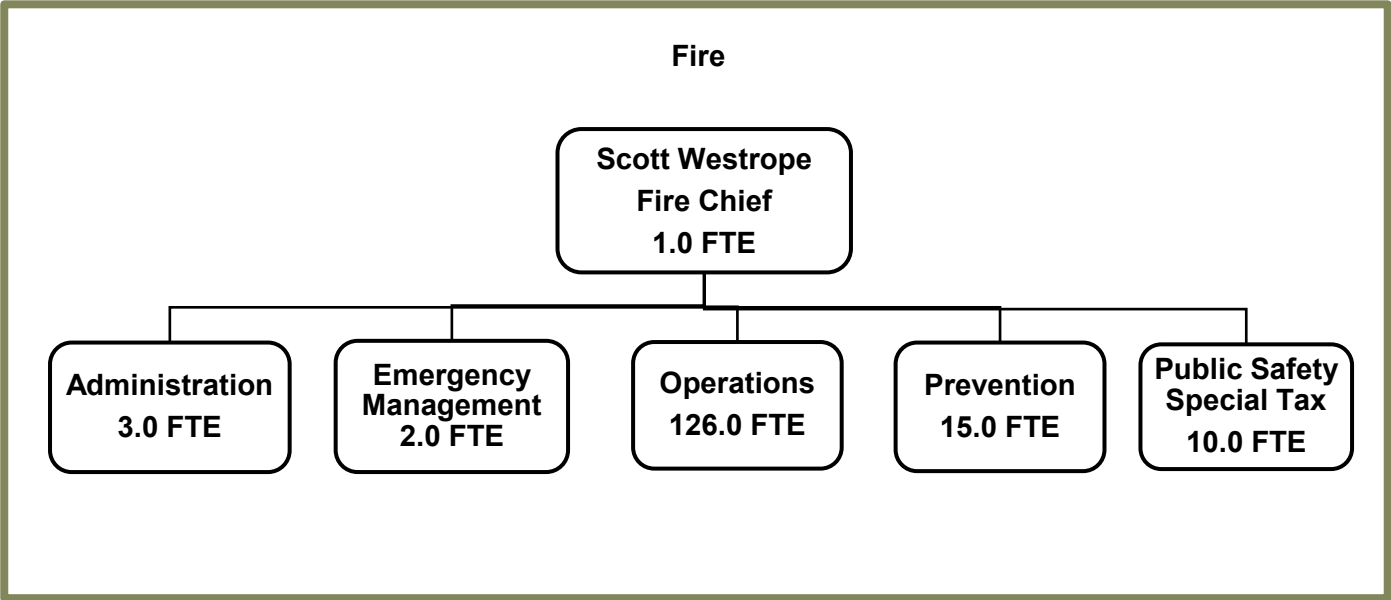 Fire
Scott Westrope
Fire Chief
1.0 FTE
Administration
3.0 FTE
Emergency
Management
2.0 FTE
Operations
126.0 FTE
Prevention
15.0 FTE
Public Safety
Special Tax
10.0 FTE